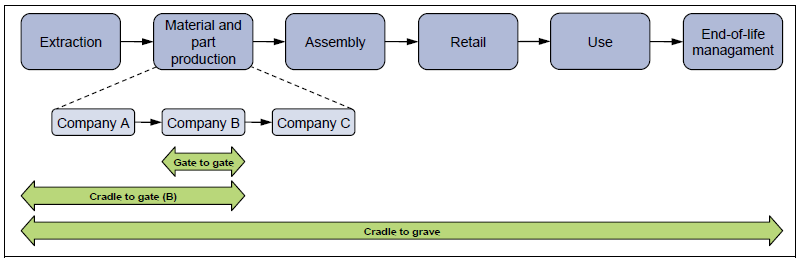 Extraction
Material and
part
production
Assembly
Retail
Use
End-of-life
managament
Company A
Company B
Company C
Gate to gate
Cradle to gate (B)
Cradle to grave